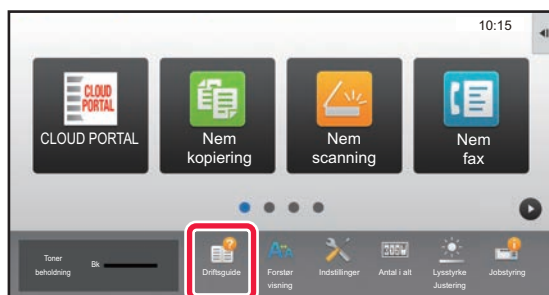 10:15
CLOUD
PORTAL
CLOUD PORTAL
Nem
kopiering
Nem
scanning
Nem
fax
Toner
beholdning
Bk
Driftsguide
Forstør
visning
Indstillinger
Antal i alt
Lysstyrke
Justering
Jobstyring